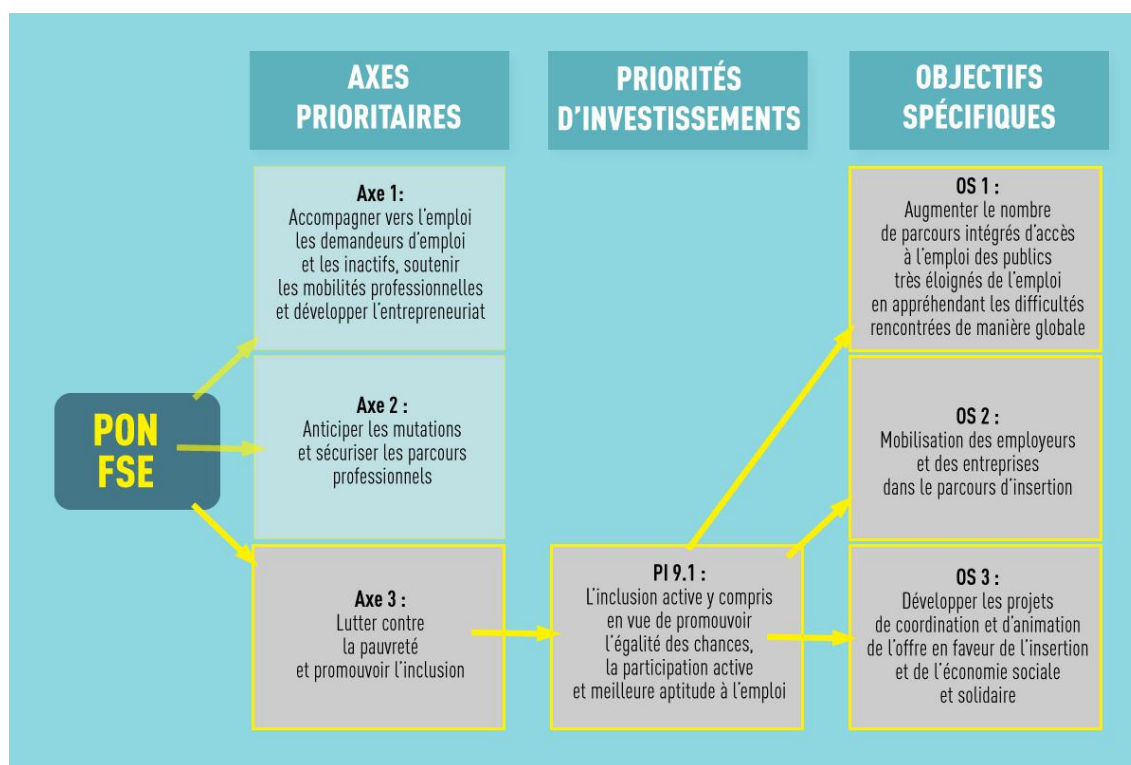 AXES
PRIORITAIRES
PRIORITÉS
D'INVESTISSEMENTS
OBJECTIFS
SPÉCIFIQUES
PON
FSE
Axe 1:
Accompagner vers l'emploi
les demandeurs d'emploi
et les inactifs, soutenir
les mobilités professionnelles
et développer l'entrepreneuriat
Axe 2 :
Anticiper les mutations
et sécuriser les parcours
professionnels
Axe 3 :
Lutter contre
la pauvreté
et promouvoir l'inclusion
PI 9.1 :
L'inclusion active y compris
en vue de promouvoir
l'égalité des chances,
la participation active
et meilleure aptitude à l'emploi
OS 1 :
Augmenter le nombre
de parcours intégrés d'accès
à l'emploi des publics
très éloignés de l'emploi
en appréhendant les difficultés
rencontrées de manière globale
OS 2 :
Mobilisation des employeurs
et des entreprises
dans le parcours d'insertion
OS 3 :
Développer les projets
de coordination et d'animation
de l'offre en faveur de l'insertion
et de l'économie sociale
et solidaire